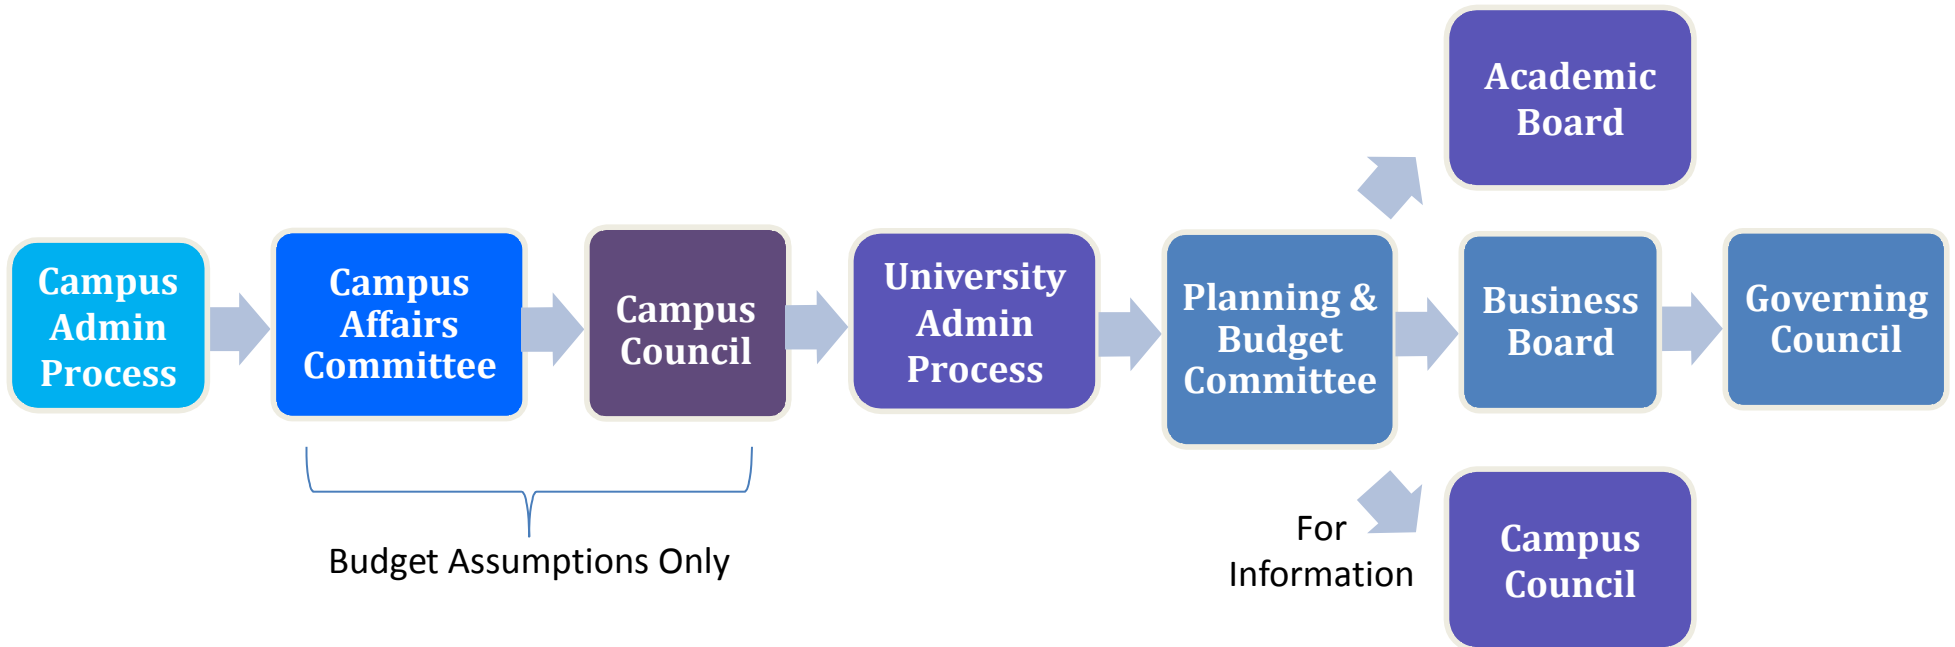 Academic
Board
Campus
Admin
Process
Campus
Affairs
Committee
Campus
Council
University
Admin
Process
Planning &
Budget
Committee
Business
Board
Governing
Council
Budget Assumptions Only
For
Information
Campus
Council